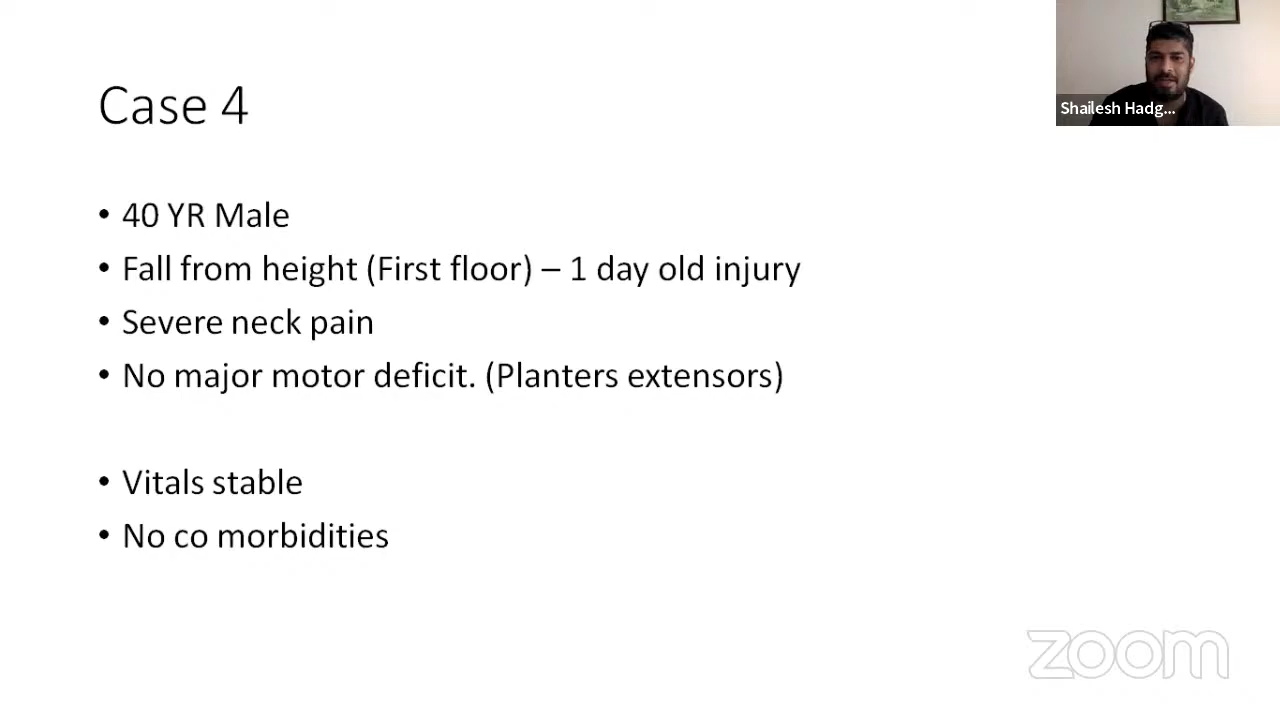 Shailesh Hadg...
Case 4
• 40 YR Male
• Fall from height (First floor) – 1 day old injury
• Severe neck pain
• No major motor deficit. (Planters extensors)
• Vitals stable
• No co morbidities
zoom